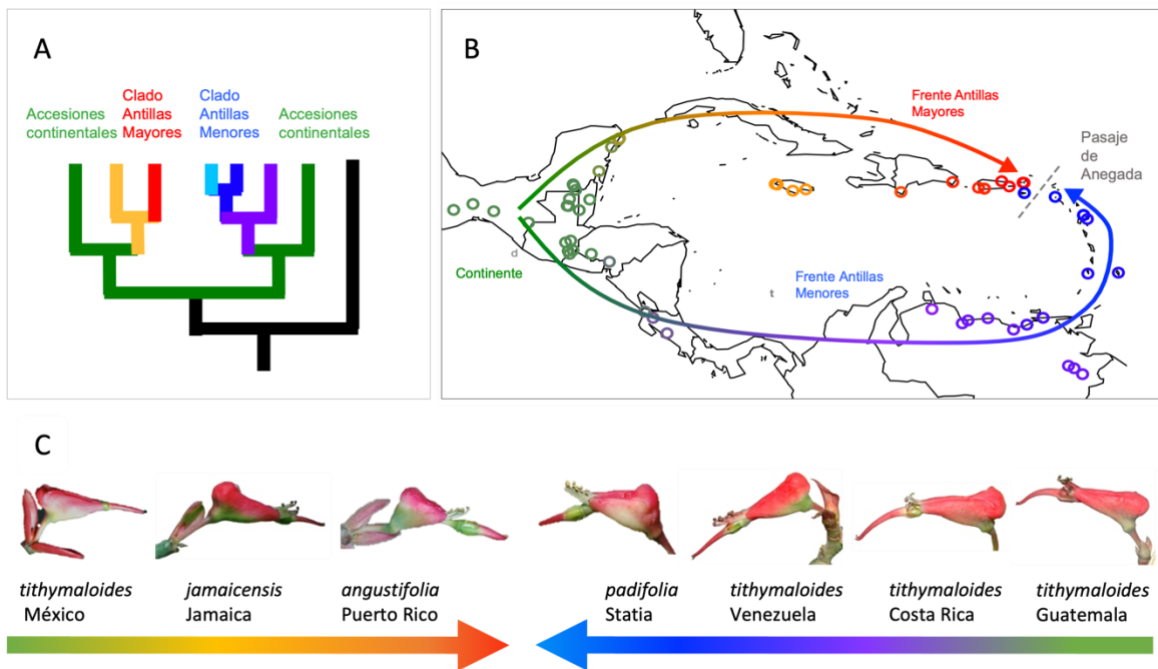 A
Accesiones
continentales
Clado
Antillas
Mayores
Clado
Antillas
Menores
Accesiones
continentales
B
Frente Antillas
Mayores
Pasaje
de
Anegada
d
Continente
Frente Antillas
Menores
t
C
tithymaloides
México
jamaicensis
Jamaica
angustifolia
Puerto Rico
padifolia
Statia
tithymaloides
Venezuela
tithymaloides
Costa Rica
tithymaloides
Guatemala